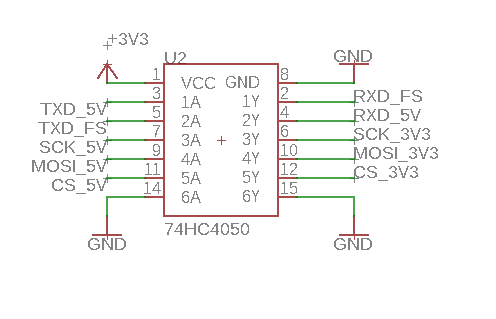 +3V3
U2
GND
1 VCC GND 8
3 1A 1Y 2 RXD_FS
TXD_5V 5 2A 2Y 4 RXD_5V
TXD_FS 7 3A 3Y 6 SCK_3V3
SCK_5V 9 4A 4Y 10 MOSI_3V3
MOSI_5V 11 5A 5Y 12 CS_3V3
CS_5V 14 6A 6Y 15
74HC4050
GND GND